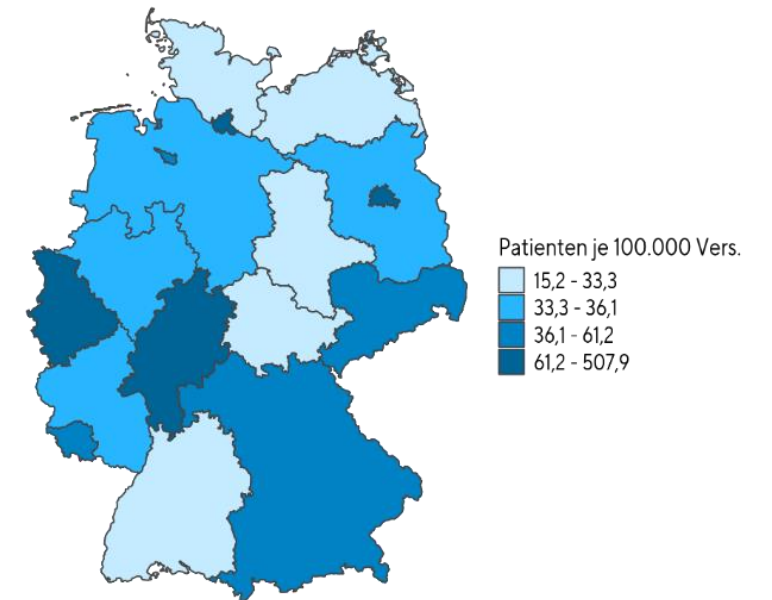 Patienten je 100.000 Vers.
15,2 - 33,3
33,3 - 36,1
36,1 - 61,2
61,2 - 507,9